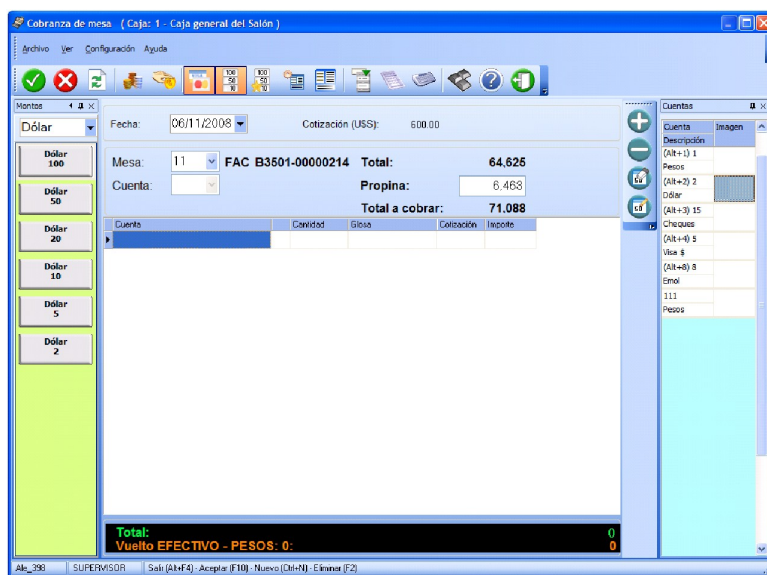 Cobranza de mesa ( Caja: 1 - Caja general del Salón )
Archivo Ver Configuración Ayuda
Montos
Dólar
Dólar
100
Dólar
50
Dólar
20
Dólar
10
Dólar
5
Dólar
2
Fecha: 06/11/2008 Cotización (US$): 600.00
Mesa: 11 FAC B3501-00000214 Total: 64,625
Cuenta: Propina: 6,463
Total a cobrar: 71,088
Cuenta Cantidad Glosa Cotización Importe
Cuentas
Cuenta Imagen
Descripción
(Alt+1) 1
Pesos
(Alt+2) 2
Dólar
(Alt+3) 15
Cheques
(Alt+4) 5
Visa $
(Alt+8) 8
Emol
111
Pesos
Total: 0
Vuelto EFECTIVO - PESOS: 0: 0
Ale_398 SUPERVISOR Salir (Alt+F4) - Aceptar (F10) - Nuevo (Ctrl+N) - Eliminar (F2)